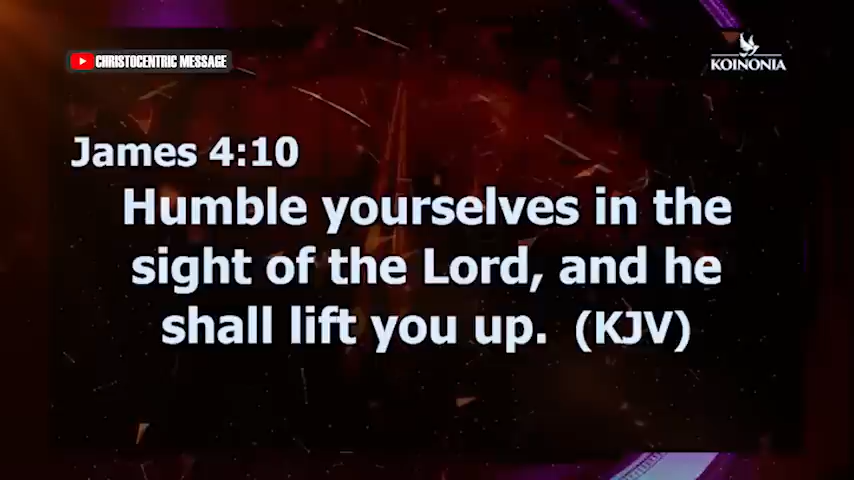 CHRISTOCENTRIC MESSAGE
KOINONIA
James 4:10
Humble yourselves in the
sight of the Lord, and he
shall lift you up. (KJV)